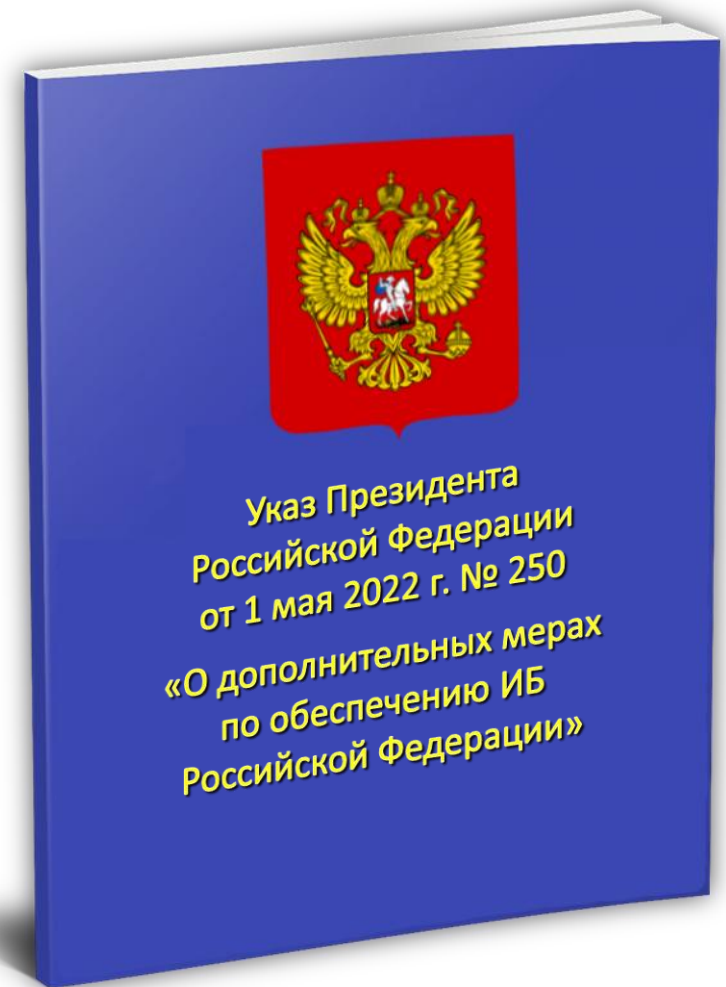 Указ Президента
Российской Федерации
от 1 мая 2022 г. № 250
«О дополнительных мерах
по обеспечению ИБ
Российской Федерации»